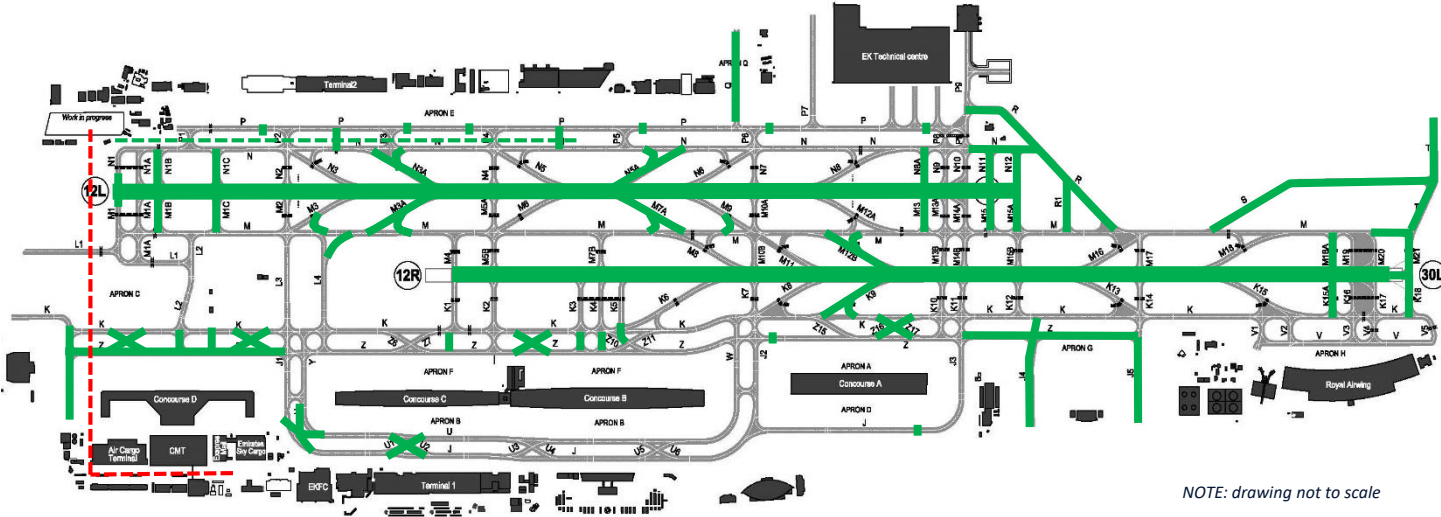 EK Technical centre
APRON Q
Q
P7
P9
Terminal2
APRON E
Work in progress
P
P
P
P
P
P
P1
P2
P5
P6
P8
R
N
N
N
N
N
N
N1
N1A
N1B
N1C
N2
N3
N3A
N4
N5
N5A
N6
N7
N8
N8A
N9
N10
N11
N12
12L
R
R1
S
T
T
M1
M1A
M1B
M1C
M2
M3
M3A
M5A
M6
M7A
M9
M10A
M12A
M13
M13A
M14A
M15
M15A
M
M
M
M
M
L1
M1A
L2
L1
L3
L4
M4
M5B
M7B
M8
M10B
M11
M12B
M13B
M14B
M15B
M16
M17
M18
M18A
M19
M20
M21
12R
30L
APRON C
L2
K1
K2
K3
K4
K5
K6
K7
K8
K9
K10
K11
K12
K13
K14
K15
K15A
K16
K17
K18
K
K
K
K
K
K
K
K
K
Z
Z
Z6
Z7
Z
Z
Z10
Z11
Z
Z15
Z16
Z17
Z
Z
V1
V2
V
V3
V4
V
V5
J1
Y
I
W
J2
J3
J4
J5
APRON F
APRON F
APRON A
APRON G
APRON H
Concourse A
Royal Airwing
Concourse D
Concourse C
Concourse B
APRON B
APRON B
APRON D
U
U1
U2
J
U3
U4
J
U5
U6
J
Air Cargo
Terminal
CMT
Emirates
Sky Cargo
EKFC
Terminal 1
NOTE: drawing not to scale